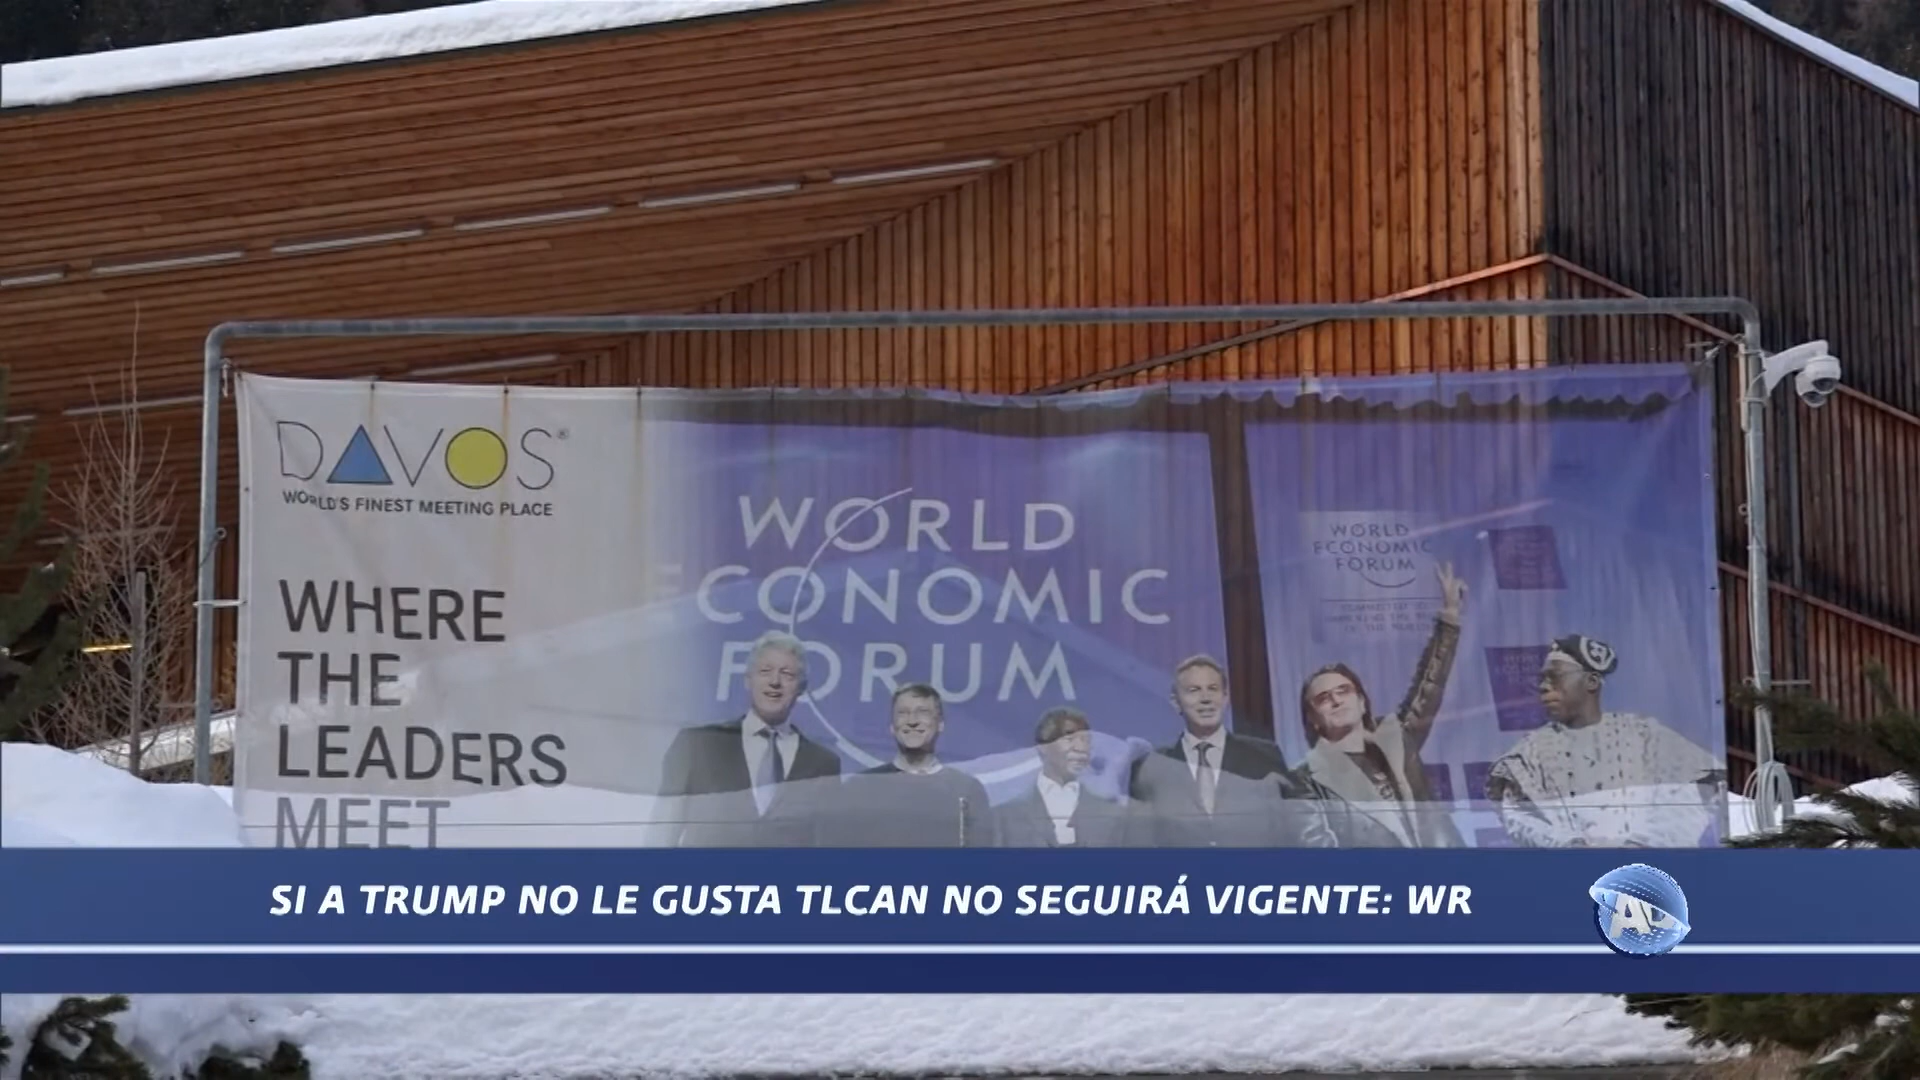 DAVOS®
WORLD'S FINEST MEETING PLACE
WHERE
THE
LEADERS
MEET
WORLD
ECONOMIC
FORUM
WORLD
ECONOMIC
FORUM
SI A TRUMP NO LE GUSTA TLCAN NO SEGUIRÁ VIGENTE: WR